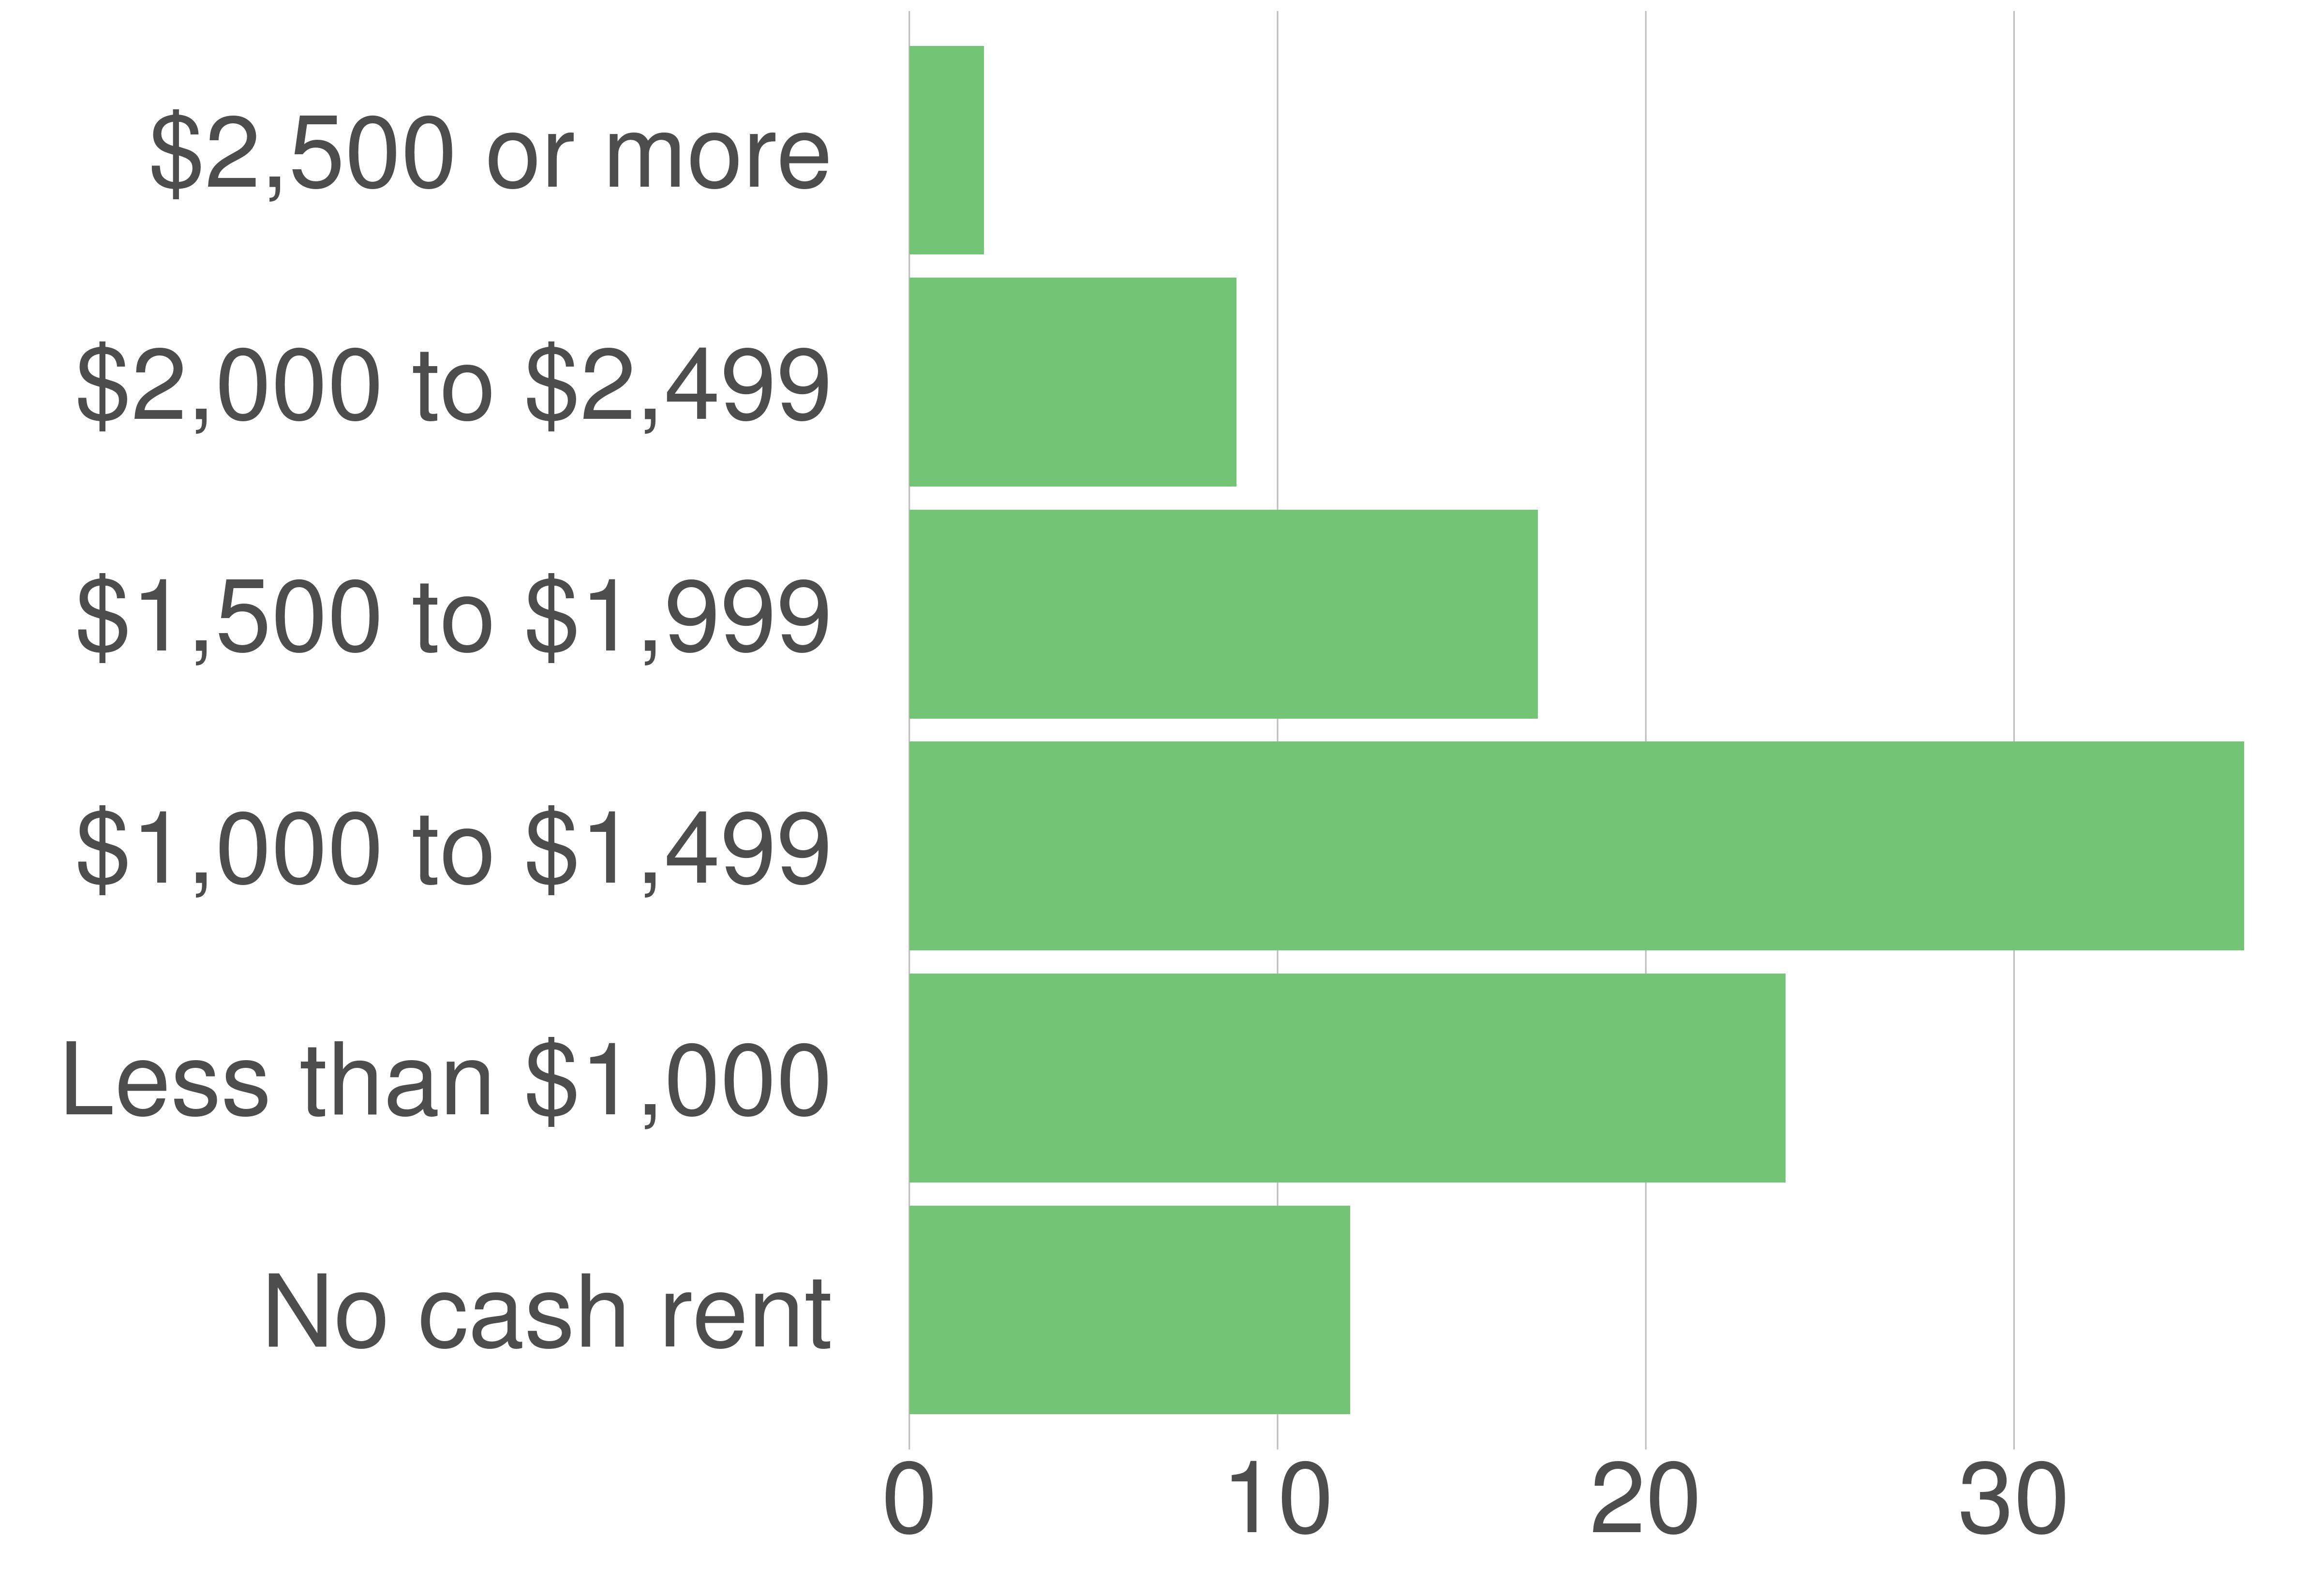 $2,500 or more
$2,000 to $2,499
$1,500 to $1,999
$1,000 to $1,499
Less than $1,000
No cash rent
0 10 20 30